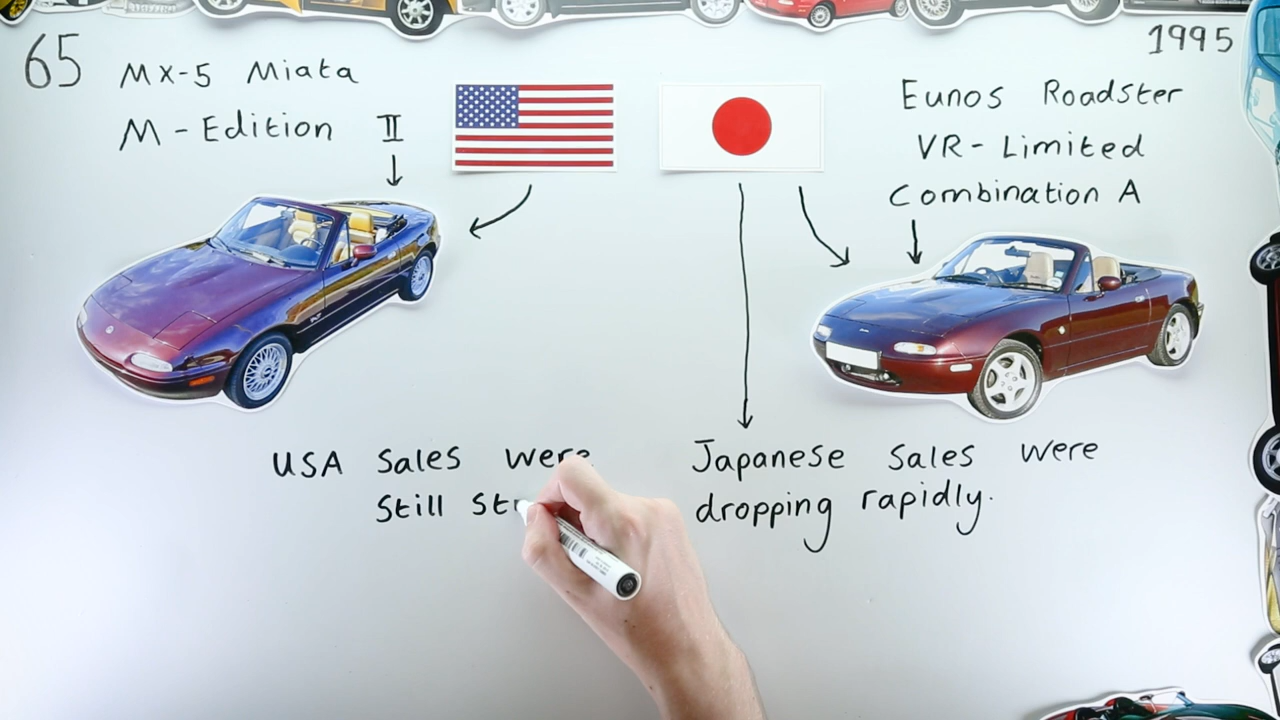 65
MX-5 Miata
M-Edition II
1995
Eunos Roadster
VR-Limited
Combination A
USA Sales were
Still St
Japanese Sales were
dropping rapidly.